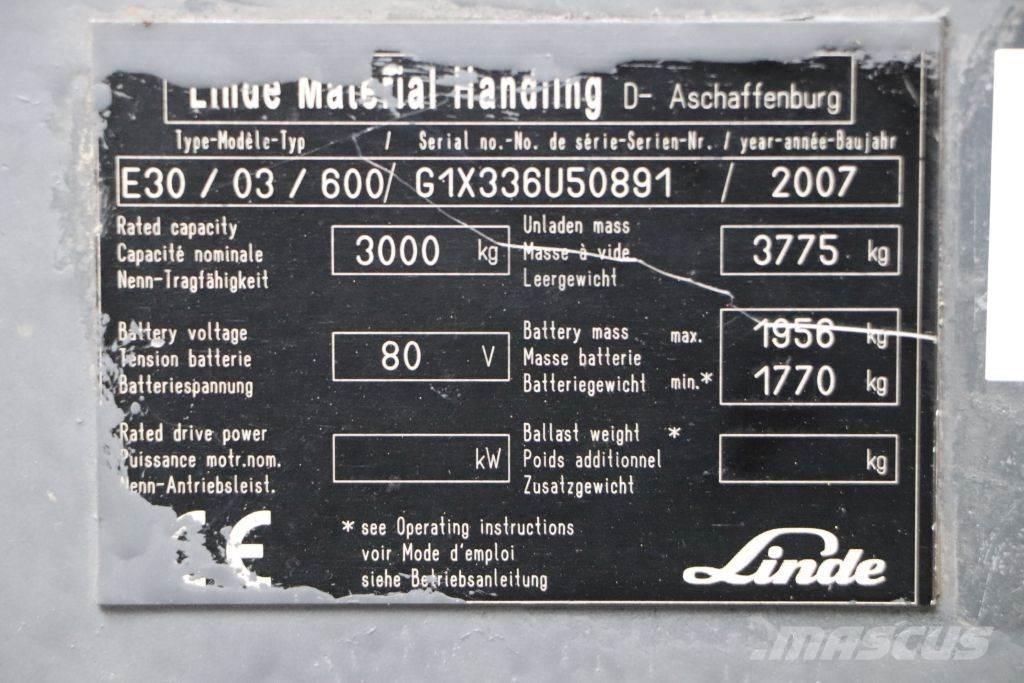 Linde Material Handling D- Aschaffenburg
Type-Modèle-Typ / Serial no.-No. de série-Serien-Nr. / year-année-Baujahr
E30 / 03 / 600 / G1X336U50891 / 2007
Rated capacity
Capacité nominale
Nenn-Tragfähigkeit
3000 kg
Unladen mass
Masse à vide
Leergewicht
3775 kg
Battery voltage
Tension batterie
Batteriespannung
80 V
Battery mass max. 1956 kg
Masse batterie
Batteriegewicht min.* 1770 kg
Rated drive power
Puissance motr.nom.
Nenn-Antriebsleist.
kW
Ballast weight *
Poids additionnel
Zusatzgewicht
kg
CE
* see Operating instructions
voir Mode d'emploi
siehe Betriebsanleitung
Linde
MASCUS